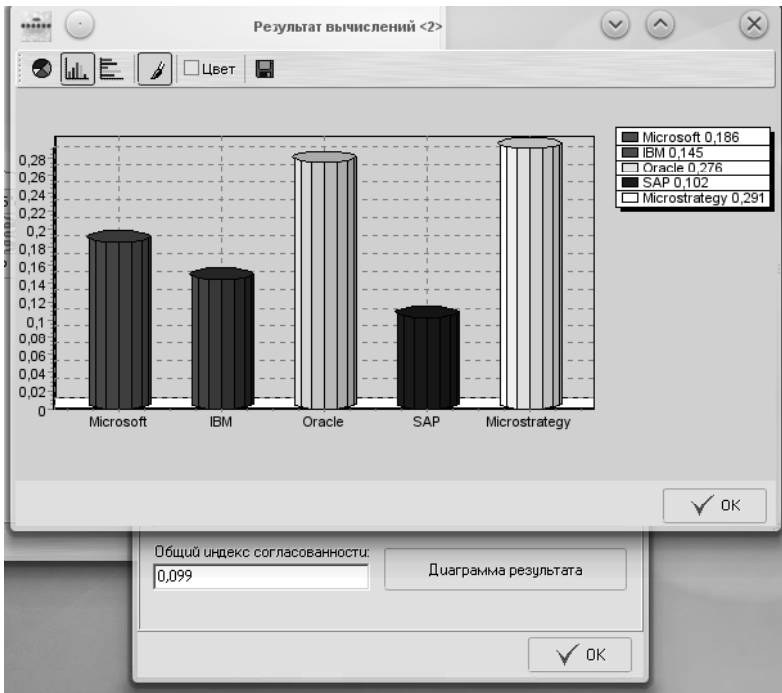 Результат вычислений <2>
Цвет
Microsoft 0,186
IBM 0,145
Oracle 0,276
SAP 0,102
Microstrategy 0,291
0,28
0,26
0,24
0,22
0,2
0,18
0,16
0,14
0,12
0,1
0,08
0,06
0,04
0,02
0
Microsoft IBM Oracle SAP Microstrategy
OK
Общий индекс согласованности:
0,099
Диаграмма результата
OK